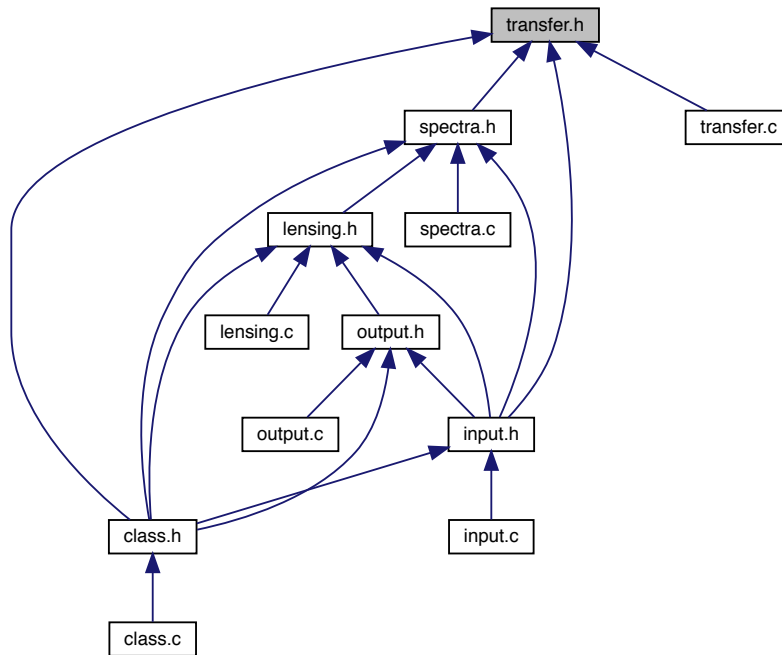 transfer.h
spectra.h
transfer.c
lensing.h
spectra.c
lensing.c
output.h
output.c
input.h
class.h
input.c
class.c